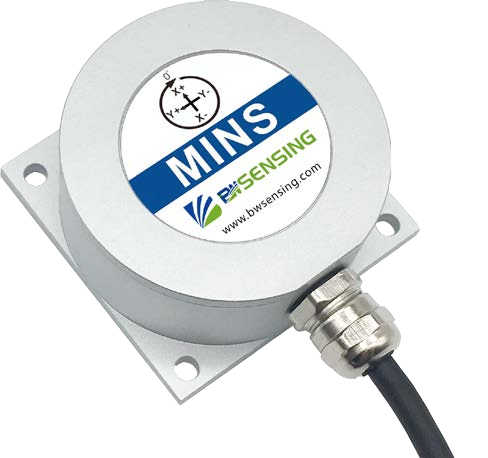 0°
X+
Y+ Y-
X-
MINS
BWSENSING
www.bwsensing.com